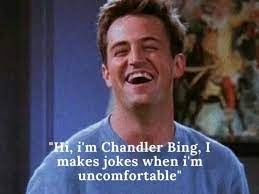 "Hi, i'm Chandler Bing, I
makes jokes when i'm
uncomfortable"